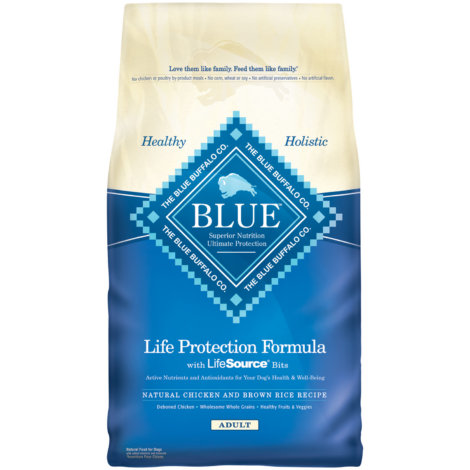 Love them like family. Feed them like family.®
No chicken or poultry by-product meals • No corn, wheat or soy • No artificial preservatives • No artificial flavors
Healthy
Holistic
THE BLUE BUFFALO CO.
THE BLUE BUFFALO CO.
BLUE
Superior Nutrition
Ultimate Protection
THE BLUE BUFFALO CO.
THE BLUE BUFFALO CO.
Life Protection Formula
with LifeSource® Bits
Active Nutrients and Antioxidants for Your Dog's Health & Well-Being
NATURAL CHICKEN AND BROWN RICE RECIPE
Deboned Chicken • Wholesome Whole Grains • Healthy Fruits & Veggies
ADULT
Natural Food for Dogs